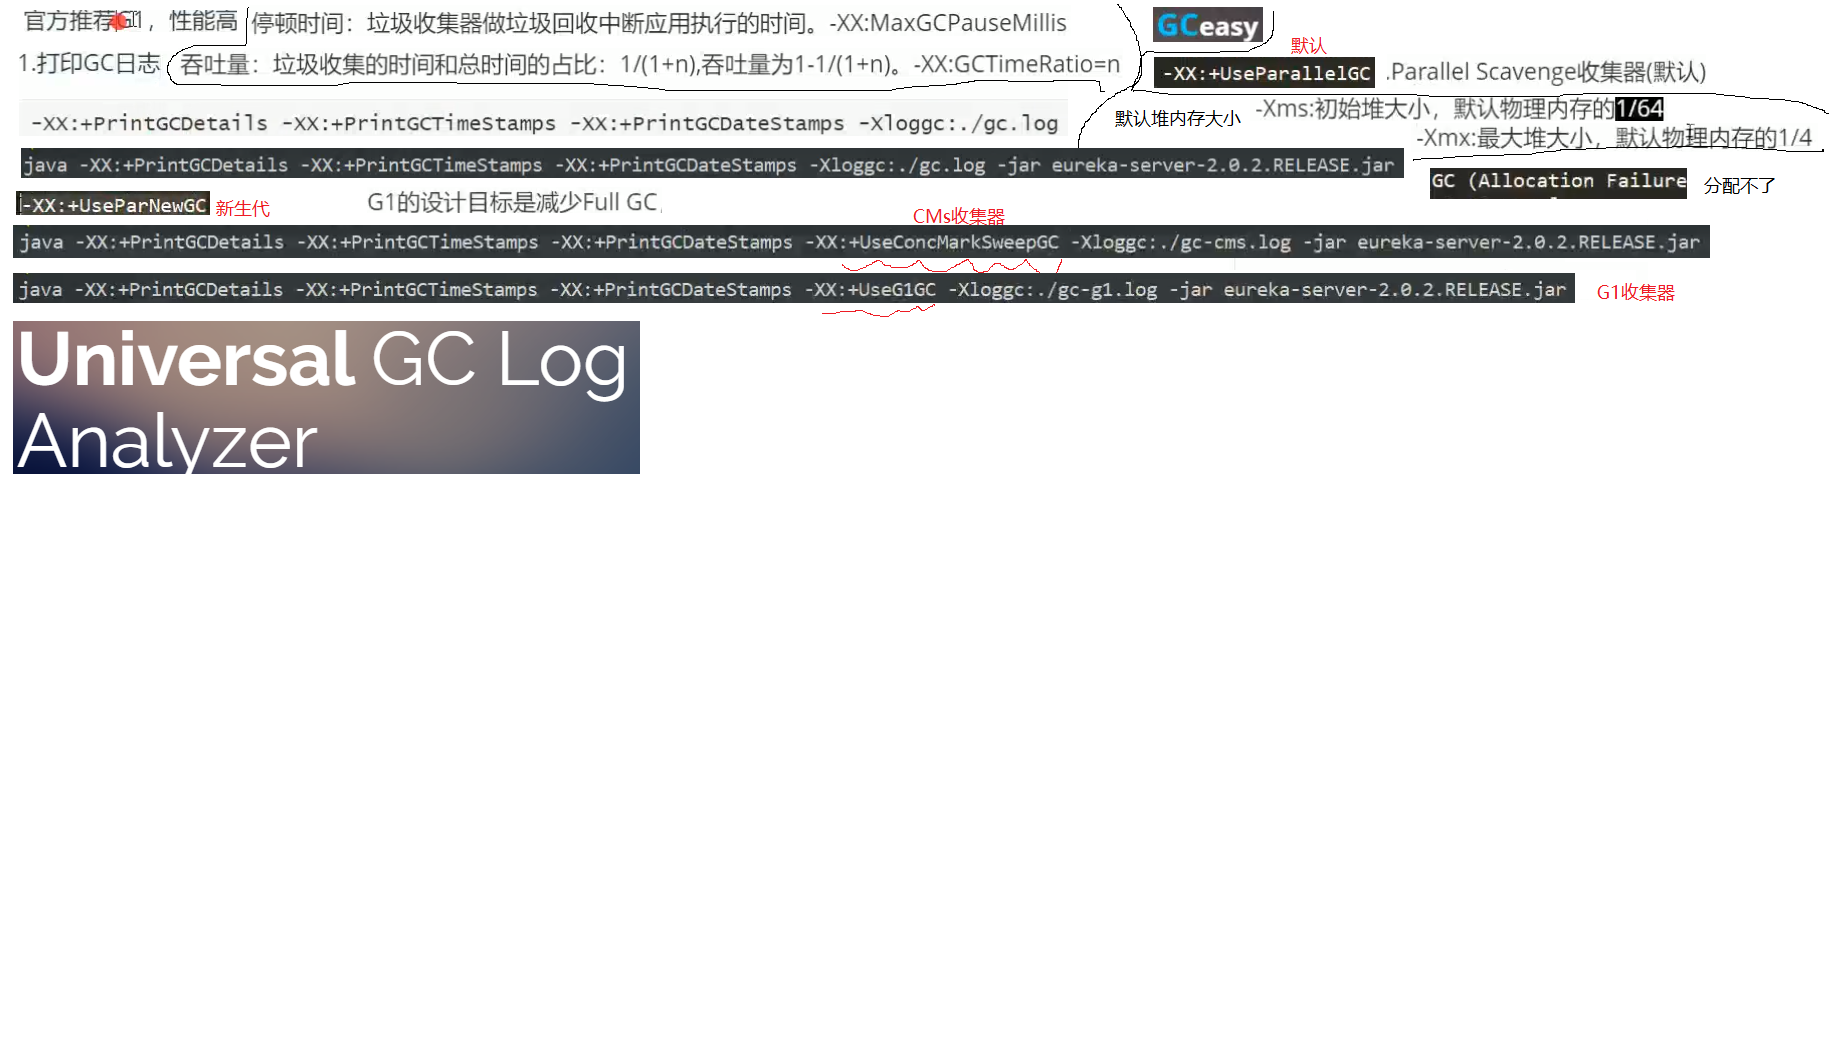 官方推荐G1，性能高
停顿时间：垃圾收集器做垃圾回收中断应用执行的时间。-XX:MaxGCPauseMillis
GCeasy
默认
1.打印GC日志
吞吐量：垃圾收集的时间和总时间的占比：1/(1+n),吞吐量为1-1/(1+n)。-XX:GCTimeRatio=n
-XX:+UseParallelGC
.Parallel Scavenge收集器(默认)
-XX:+PrintGCDetails -XX:+PrintGCTimeStamps -XX:+PrintGCDateStamps -Xloggc:./gc.log
默认堆内存大小
-Xms:初始堆大小，默认物理内存的1/64
-Xmx:最大堆大小，默认物理内存的1/4
java -XX:+PrintGCDetails -XX:+PrintGCTimeStamps -XX:+PrintGCDateStamps -Xloggc:./gc.log -jar eureka-server-2.0.2.RELEASE.jar
GC (Allocation Failure
分配不了
-XX:+UseParNewGC
新生代
G1的设计目标是减少Full GC
CMs收集器
java -XX:+PrintGCDetails -XX:+PrintGCTimeStamps -XX:+PrintGCDateStamps -XX:+UseConcMarkSweepGC -Xloggc:./gc-cms.log -jar eureka-server-2.0.2.RELEASE.jar
java -XX:+PrintGCDetails -XX:+PrintGCTimeStamps -XX:+PrintGCDateStamps -XX:+UseG1GC -Xloggc:./gc-g1.log -jar eureka-server-2.0.2.RELEASE.jar
G1收集器
Universal GC Log
Analyzer